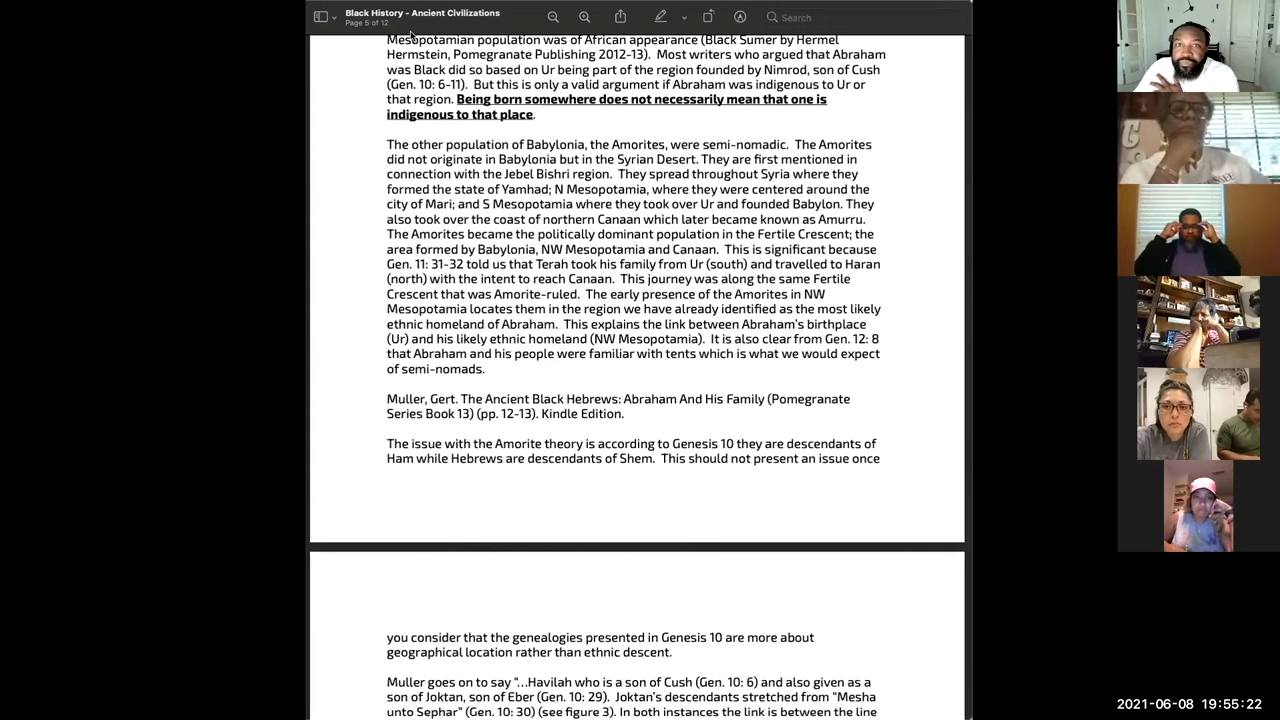 Black History - Ancient Civilizations
Page 5 of 12
Search
Mesopotamian population was of African appearance (Black Sumer by Hermel
Hermstein, Pomegranate Publishing 2012-13).  Most writers who argued that Abraham
was Black did so based on Ur being part of the region founded by Nimrod, son of Cush
(Gen. 10: 6-11).  But this is only a valid argument if Abraham was indigenous to Ur or
that region. Being born somewhere does not necessarily mean that one is
indigenous to that place.
The other population of Babylonia, the Amorites, were semi-nomadic.  The Amorites
did not originate in Babylonia but in the Syrian Desert. They are first mentioned in
connection with the Jebel Bishri region.  They spread throughout Syria where they
formed the state of Yamhad; N Mesopotamia, where they were centered around the
city of Mari; and S Mesopotamia where they took over Ur and founded Babylon. They
also took over the coast of northern Canaan which later became known as Amurru.
The Amorites became the politically dominant population in the Fertile Crescent; the
area formed by Babylonia, NW Mesopotamia and Canaan.  This is significant because
Gen. 11: 31-32 told us that Terah took his family from Ur (south) and travelled to Haran
(north) with the intent to reach Canaan.  This journey was along the same Fertile
Crescent that was Amorite-ruled.  The early presence of the Amorites in NW
Mesopotamia locates them in the region we have already identified as the most likely
ethnic homeland of Abraham.  This explains the link between Abraham's birthplace
(Ur) and his likely ethnic homeland (NW Mesopotamia).  It is also clear from Gen. 12: 8
that Abraham and his people were familiar with tents which is what we would expect
of semi-nomads.
Muller, Gert. The Ancient Black Hebrews: Abraham And His Family (Pomegranate
Series Book 13) (pp. 12-13). Kindle Edition.
The issue with the Amorite theory is according to Genesis 10 they are descendants of
Ham while Hebrews are descendants of Shem.  This should not present an issue once
you consider that the genealogies presented in Genesis 10 are more about
geographical location rather than ethnic descent.
Muller goes on to say "…Havilah who is a son of Cush (Gen. 10: 6) and also given as a
son of Joktan, son of Eber (Gen. 10: 29).  Joktan's descendants stretched from "Mesha
unto Sephar" (Gen. 10: 30) (see figure 3). In both instances the link is between the line
2021-06-08 19:55:22